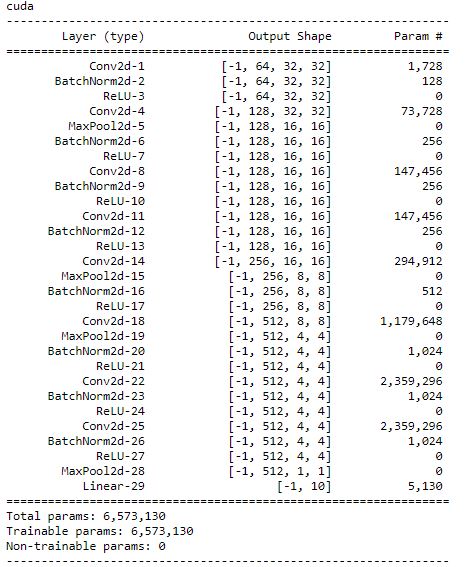 cuda
----------------------------------------------------------------
Layer (type) Output Shape Param #
================================================================
Conv2d-1 [-1, 64, 32, 32] 1,728
BatchNorm2d-2 [-1, 64, 32, 32] 128
ReLU-3 [-1, 64, 32, 32] 0
Conv2d-4 [-1, 128, 32, 32] 73,728
MaxPool2d-5 [-1, 128, 16, 16] 0
BatchNorm2d-6 [-1, 128, 16, 16] 256
ReLU-7 [-1, 128, 16, 16] 0
Conv2d-8 [-1, 128, 16, 16] 147,456
BatchNorm2d-9 [-1, 128, 16, 16] 256
ReLU-10 [-1, 128, 16, 16] 0
Conv2d-11 [-1, 128, 16, 16] 147,456
BatchNorm2d-12 [-1, 128, 16, 16] 256
ReLU-13 [-1, 128, 16, 16] 0
Conv2d-14 [-1, 256, 16, 16] 294,912
MaxPool2d-15 [-1, 256, 8, 8] 0
BatchNorm2d-16 [-1, 256, 8, 8] 512
ReLU-17 [-1, 256, 8, 8] 0
Conv2d-18 [-1, 512, 8, 8] 1,179,648
MaxPool2d-19 [-1, 512, 4, 4] 0
BatchNorm2d-20 [-1, 512, 4, 4] 1,024
ReLU-21 [-1, 512, 4, 4] 0
Conv2d-22 [-1, 512, 4, 4] 2,359,296
BatchNorm2d-23 [-1, 512, 4, 4] 1,024
ReLU-24 [-1, 512, 4, 4] 0
Conv2d-25 [-1, 512, 4, 4] 2,359,296
BatchNorm2d-26 [-1, 512, 4, 4] 1,024
ReLU-27 [-1, 512, 4, 4] 0
MaxPool2d-28 [-1, 512, 1, 1] 0
Linear-29 [-1, 10] 5,130
================================================================
Total params: 6,573,130
Trainable params: 6,573,130
Non-trainable params: 0
----------------------------------------------------------------